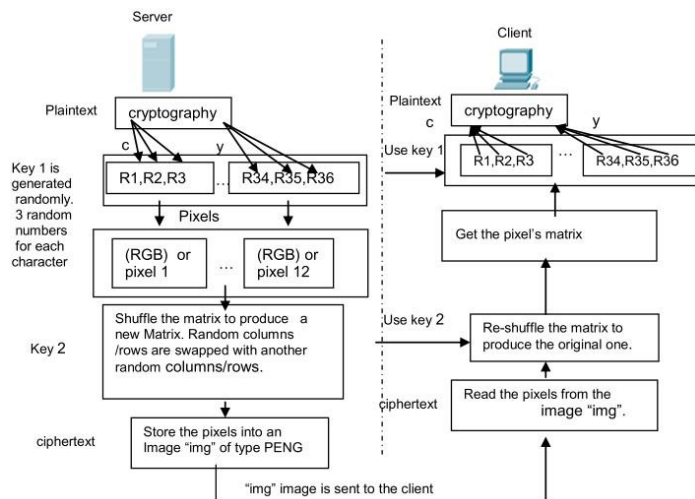 Server
Plaintext
cryptography
c
y
Key 1 is
generated
randomly.
3 random
numbers
for each
character
R1,R2,R3
...
R34,R35,R36
Pixels
(RGB) or
pixel 1
...
(RGB) or
pixel 12
Key 2
Shuffle the matrix to produce a
new Matrix. Random columns
/rows are swapped with another
random columns/rows.
ciphertext
Store the pixels into an
Image “img” of type PENG
“img” image is sent to the client
Client
Plaintext
cryptography
c
y
Use key 1
R1,R2,R3
...
R34,R35,R36
Get the pixel’s matrix
Use key 2
Re-shuffle the matrix to
produce the original one.
ciphertext
Read the pixels from the
image “img”.